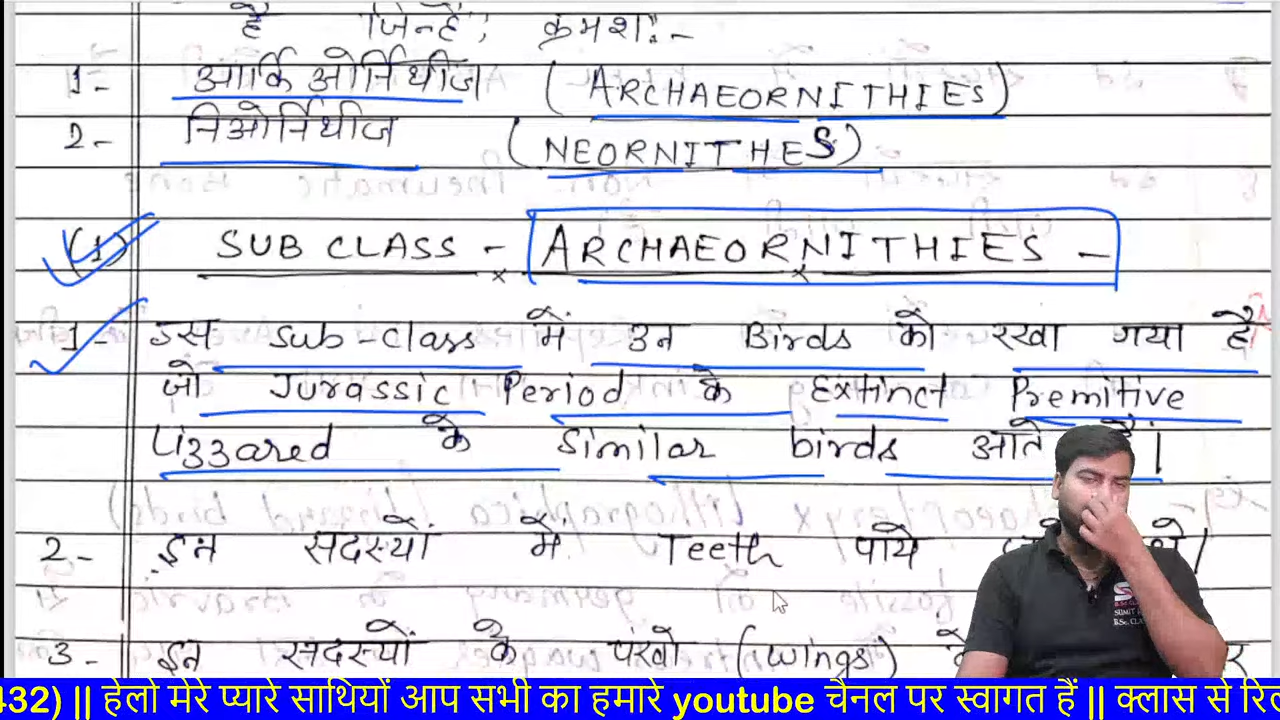 है जिन्हें, क्रमशः-
1- आर्कि ओर्निथीज (ARCHAEORNITHIES)
2- निओर्निथीज (NEORNITHES)
(1) SUB CLASS - ARCHAEORNITHIES -
1- इस Sub-Class में उन Birds को रखा गया है
जो Jurassic Period के Extinct Premitive
Lizzared के Similar birds आते हैं।
2- इन सदस्यों में Teeth पाये थे।
3- इन सदस्यों के पंखो (wings)
432) || हेलो मेरे प्यारे साथियों आप सभी का हमारे youtube चैनल पर स्वागत हैं || क्लास से